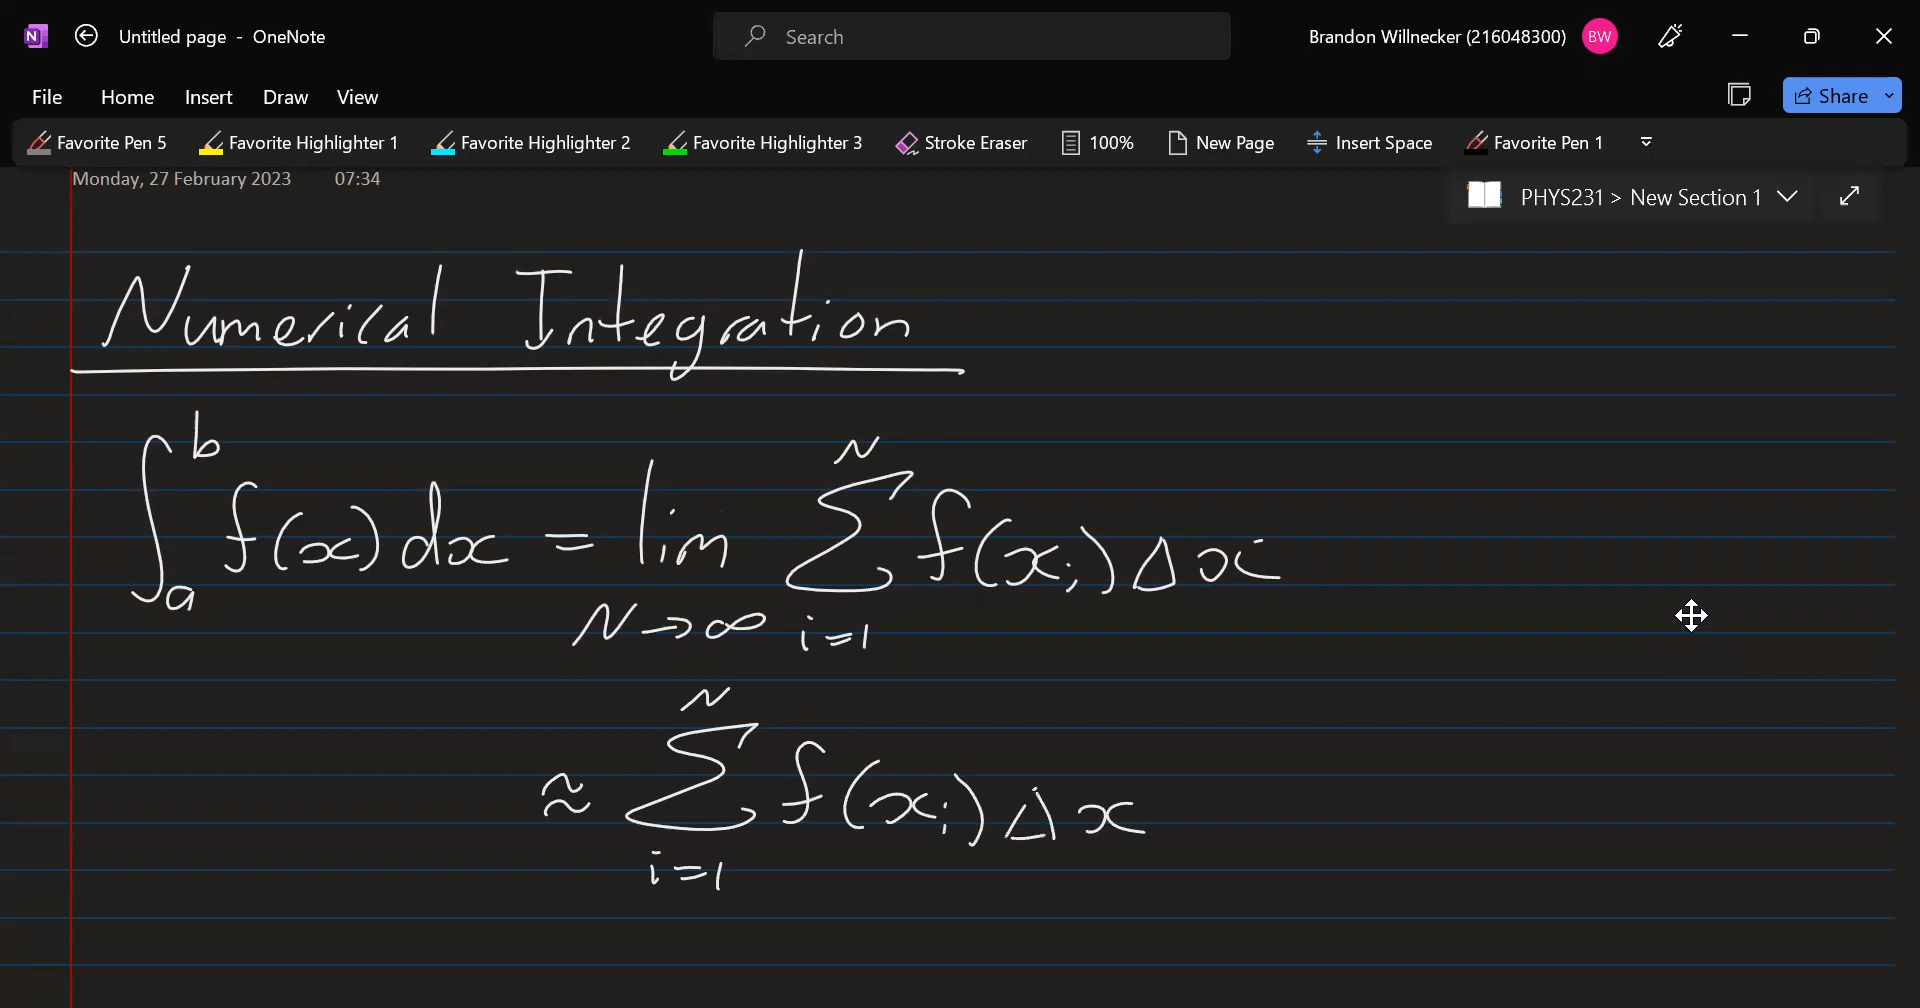 Untitled page - OneNote
Search
Brandon Willnecker (216048300) BW
File Home Insert Draw View
Share
Favorite Pen 5 Favorite Highlighter 1 Favorite Highlighter 2 Favorite Highlighter 3 Stroke Eraser 100% New Page Insert Space Favorite Pen 1
Monday, 27 February 2023 07:34
PHYS231 > New Section 1
Numerical Integration
∫_a^b f(x) dx = lim_{N→∞} ∑_{i=1}^N f(x_i) Δx
≈ ∑_{i=1}^N f(x_i) Δx